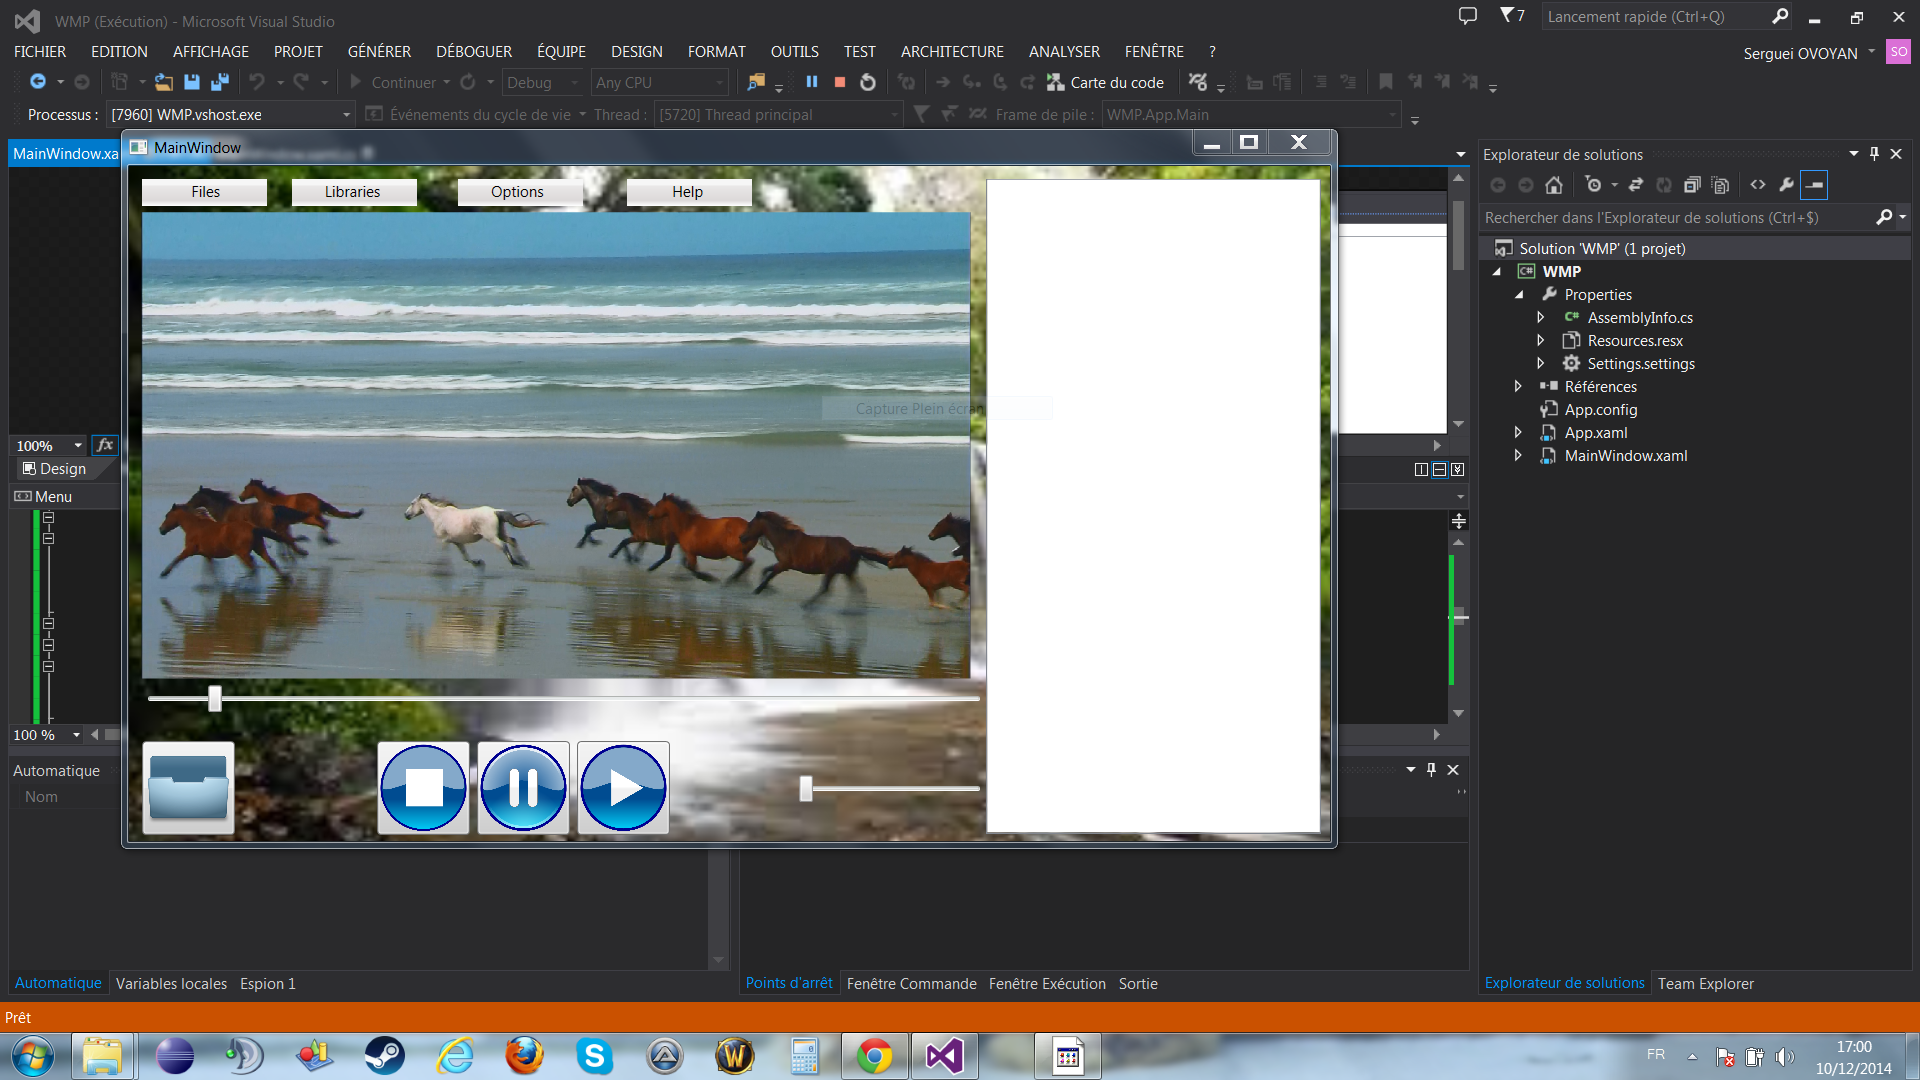 WMP (Exécution) - Microsoft Visual Studio
7
Lancement rapide (Ctrl+Q)
FICHIER EDITION AFFICHAGE PROJET GÉNÉRER DÉBOGUER ÉQUIPE DESIGN FORMAT OUTILS TEST ARCHITECTURE ANALYSER FENÊTRE ?
Serguei OVOYAN SO
Continuer Debug Any CPU Carte du code
Processus : [7960] WMP.vshost.exe Événements du cycle de vie Thread : [5720] Thread principal Frame de pile : WMP.App.Main
MainWindow.xa
MainWindow
Files Libraries Options Help
Capture Plein écran
100%
fx
Design
Menu
100 %
Automatique
Nom
Automatique Variables locales Espion 1
Points d'arrêt Fenêtre Commande Fenêtre Exécution Sortie
Explorateur de solutions
Rechercher dans l'Explorateur de solutions (Ctrl+$)
Solution 'WMP' (1 projet)
C# WMP
Properties
C# AssemblyInfo.cs
Resources.resx
Settings.settings
Références
App.config
App.xaml
MainWindow.xaml
Explorateur de solutions Team Explorer
Prêt
FR
17:00
10/12/2014